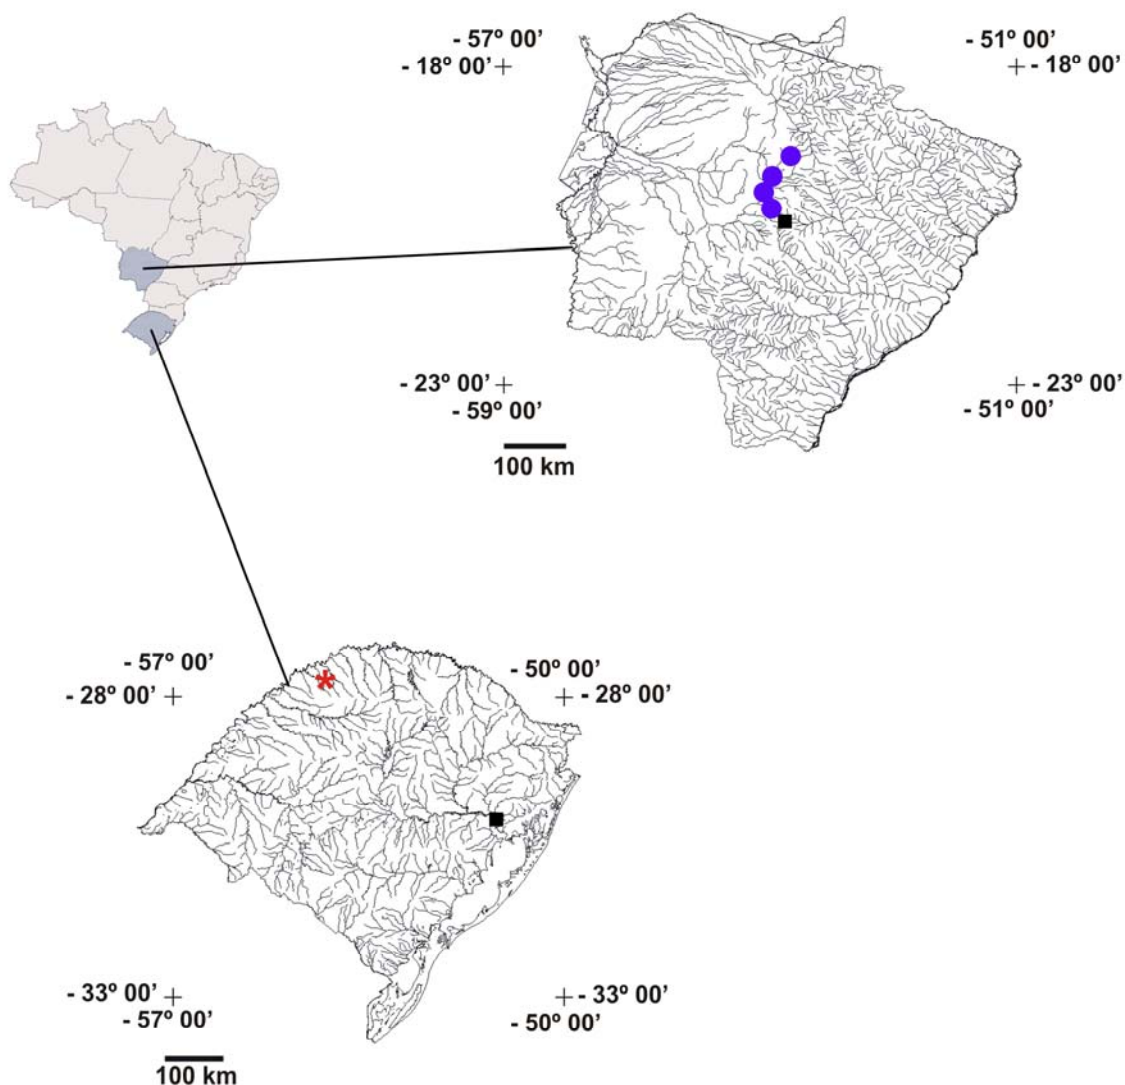 - 57º 00’
- 51º 00’
- 18º 00’
- 18º 00’
- 23º 00’
- 23º 00’
- 59º 00’
- 51º 00’
100 km
- 57º 00’
- 50º 00’
- 28º 00’
- 28º 00’
- 33º 00’
- 33º 00’
- 57º 00’
- 50º 00’
100 km